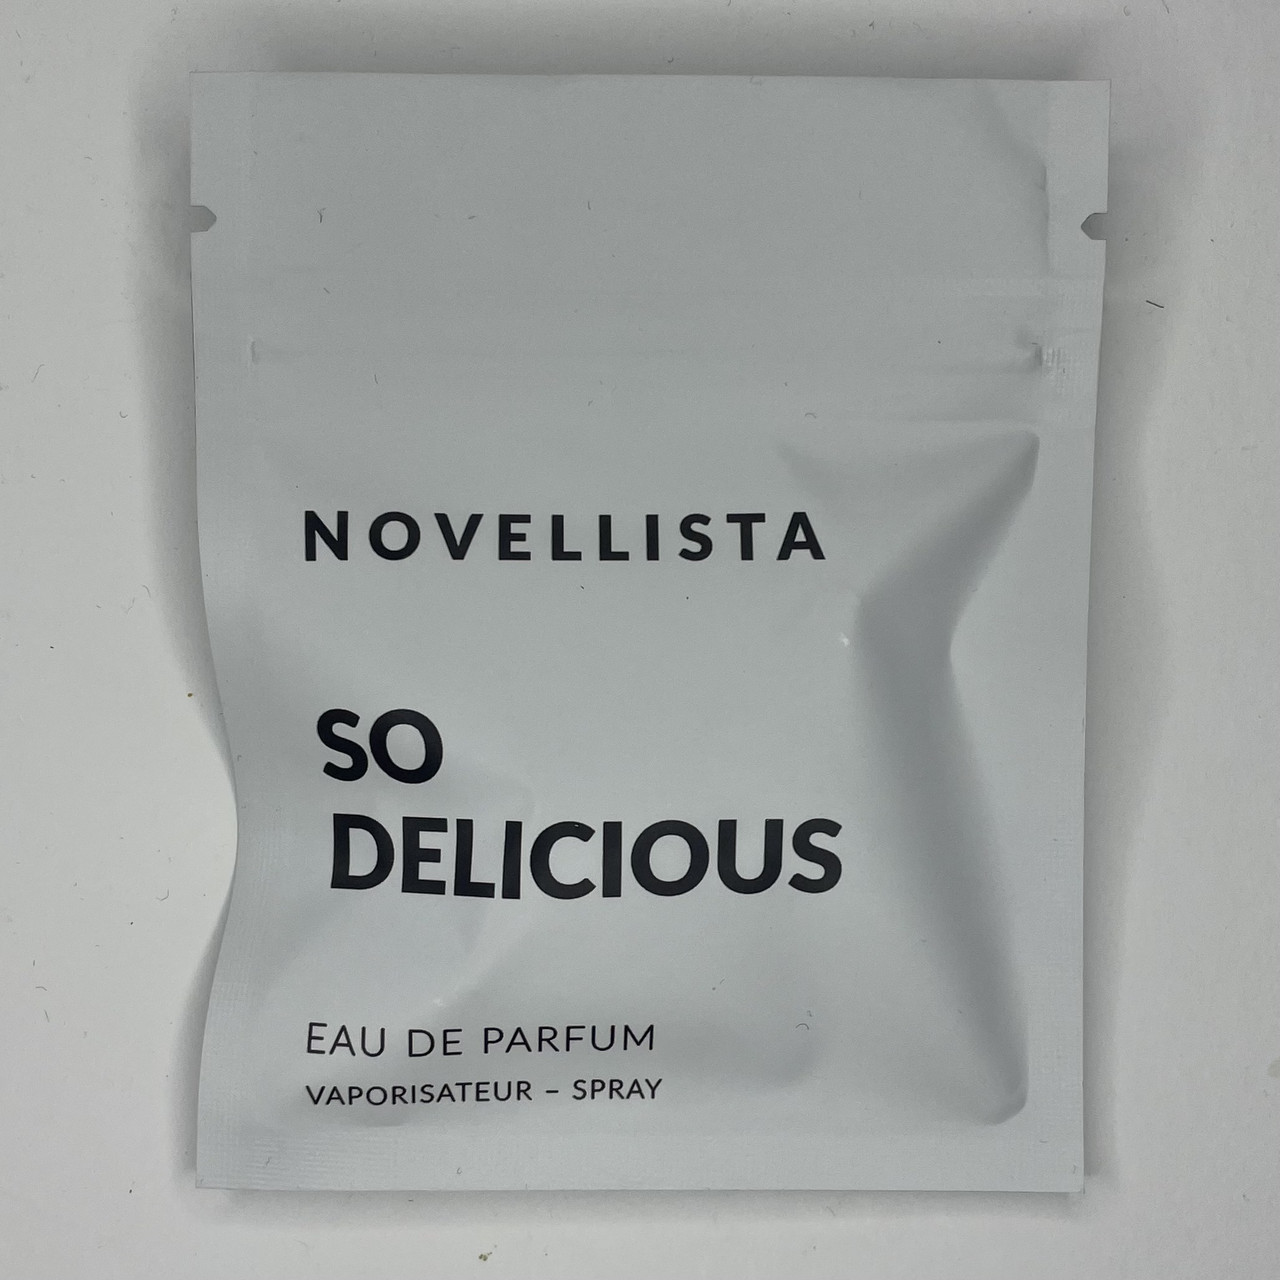 NOVELLISTA
SO
DELICIOUS
EAU DE PARFUM
VAPORISATEUR – SPRAY